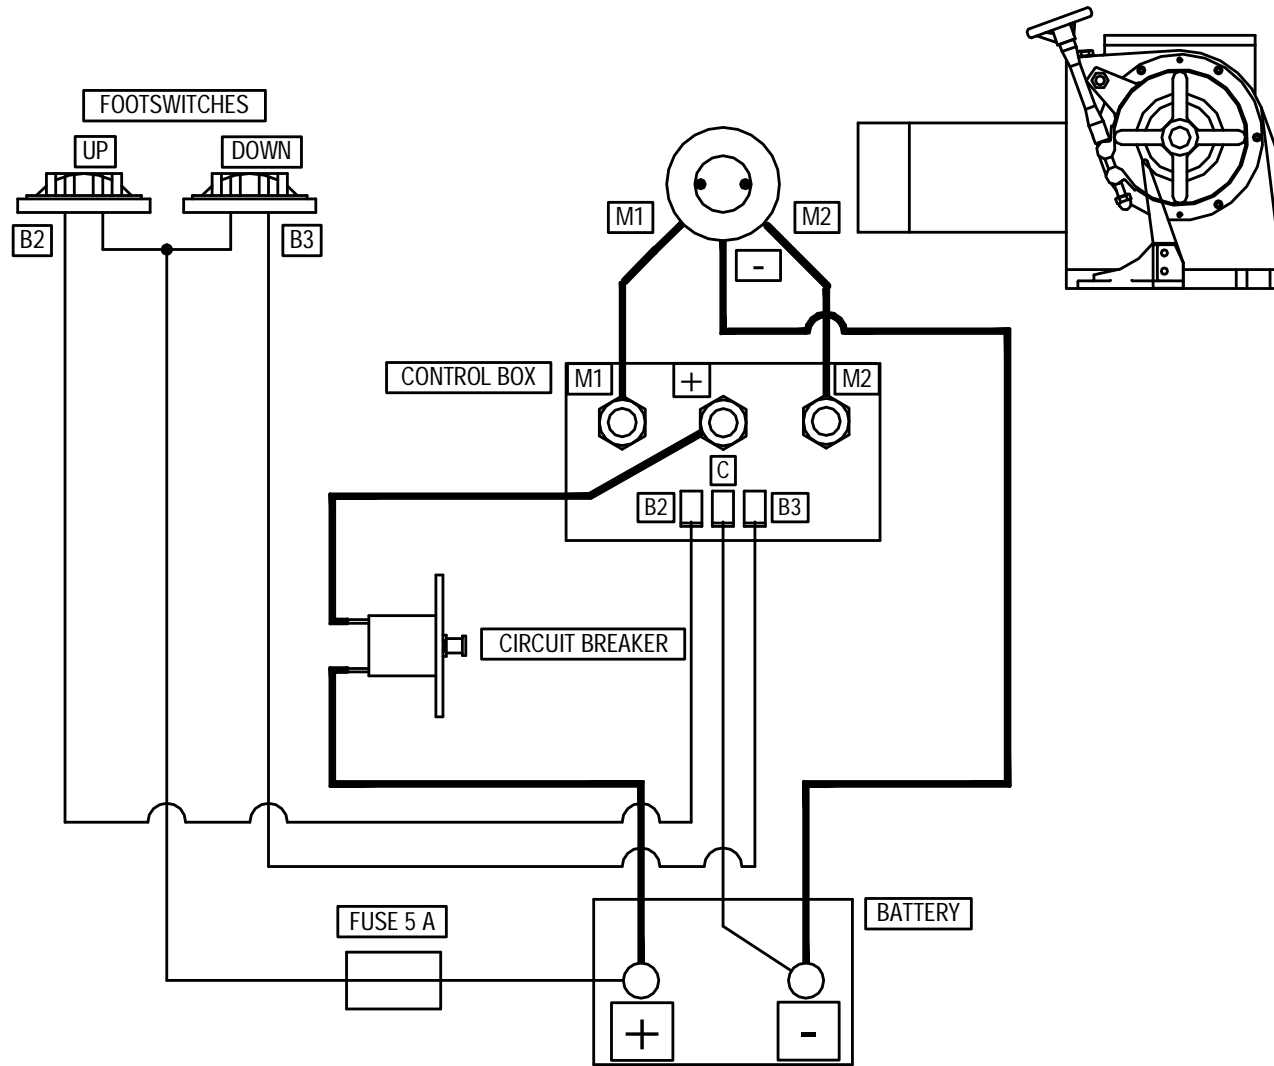 FOOTSWITCHES
UP
DOWN
B2
B3
M1
M2
-
CONTROL BOX
M1
+
M2
C
B2
B3
CIRCUIT BREAKER
FUSE 5 A
BATTERY
+
-